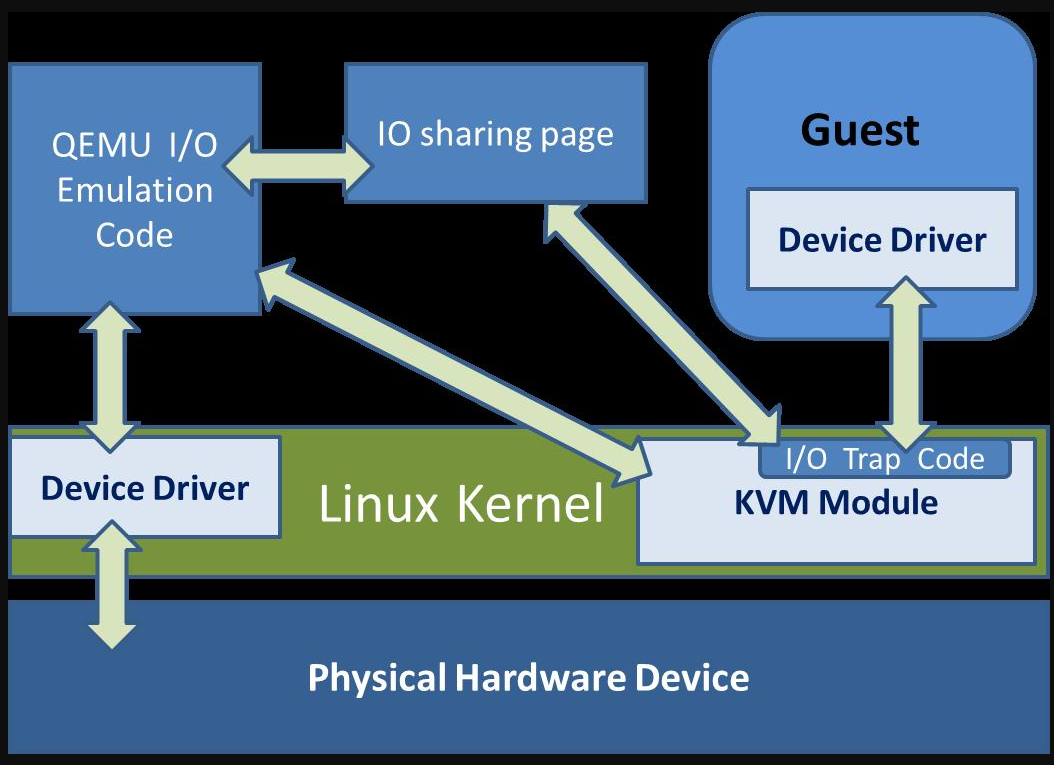 QEMU I/O
Emulation
Code
IO sharing page
Guest
Device Driver
Device Driver
Linux Kernel
I/O Trap Code
KVM Module
Physical Hardware Device